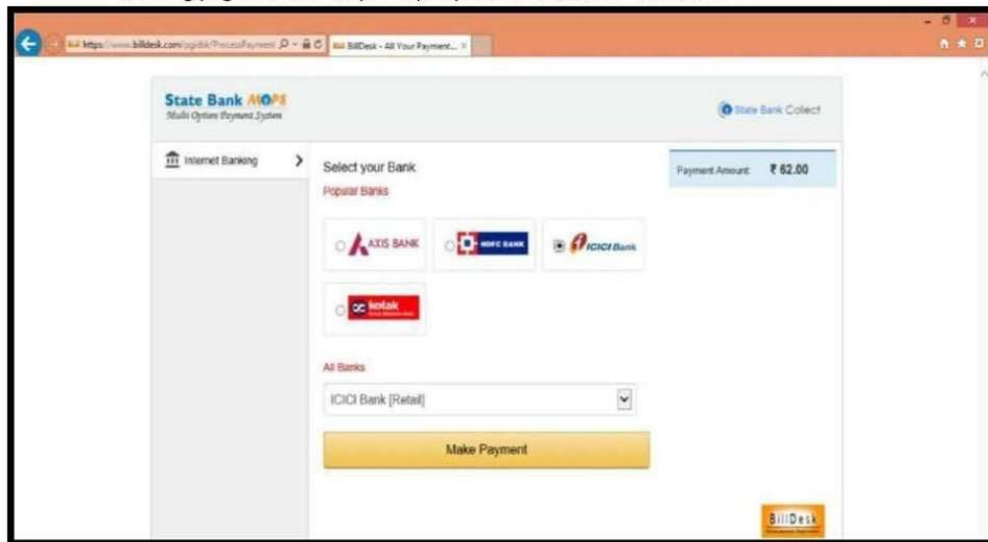 https://www.billdesk.com/pgidsk/ProcessPayment
BillDesk - All Your Payment...
State Bank MOPS
Multi Option Payment System
State Bank Collect
Internet Banking
Select your Bank
Payment Amount: ₹ 62.00
Popular Banks
AXIS BANK
HDFC BANK
ICICI Bank
kotak
All Banks
ICICI Bank [Retail]
Make Payment
BillDesk